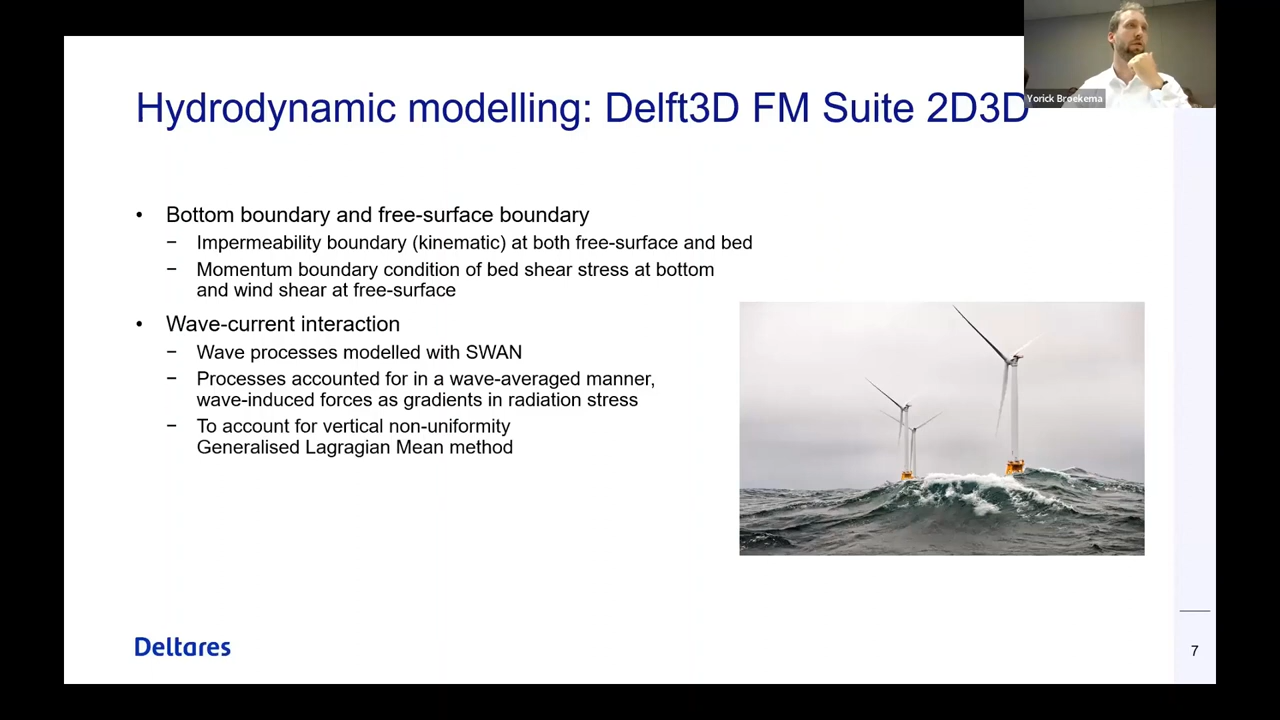 Yorick Broekema
Hydrodynamic modelling: Delft3D FM Suite 2D3D
• Bottom boundary and free-surface boundary
− Impermeability boundary (kinematic) at both free-surface and bed
− Momentum boundary condition of bed shear stress at bottom
and wind shear at free-surface
• Wave-current interaction
− Wave processes modelled with SWAN
− Processes accounted for in a wave-averaged manner,
wave-induced forces as gradients in radiation stress
− To account for vertical non-uniformity
Generalised Lagragian Mean method
Deltares
7